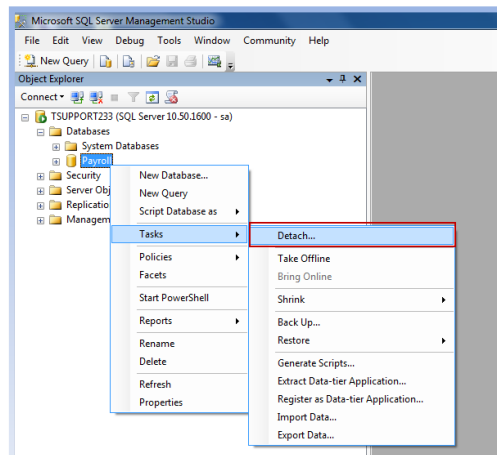 Microsoft SQL Server Management Studio
File Edit View Debug Tools Window Community Help
New Query
Object Explorer
Connect
TSUPPORT233 (SQL Server 10.50.1600 - sa)
Databases
System Databases
Payroll
Security
Server Obj
Replicatio
Managem
New Database...
New Query
Script Database as
Tasks
Policies
Facets
Start PowerShell
Reports
Rename
Delete
Refresh
Properties
Detach...
Take Offline
Bring Online
Shrink
Back Up...
Restore
Generate Scripts...
Extract Data-tier Application...
Register as Data-tier Application...
Import Data...
Export Data...